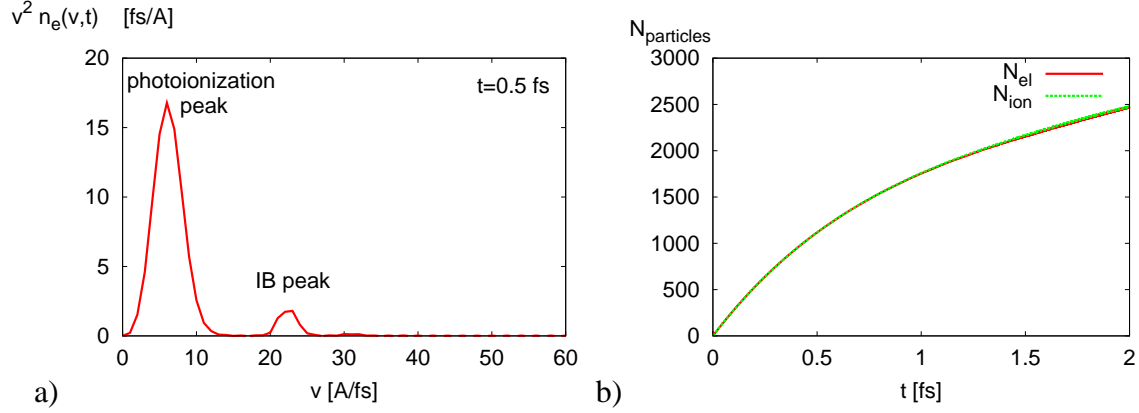 v² nₑ(v,t) [fs/A]
20
15
10
5
0
photoionization
peak
t=0.5 fs
IB peak
0 10 20 30 40 50 60
v [A/fs]
a)
N_particles
3000
2500
2000
1500
1000
500
0
N_el
N_ion
0 0.5 1 1.5 2
t [fs]
b)